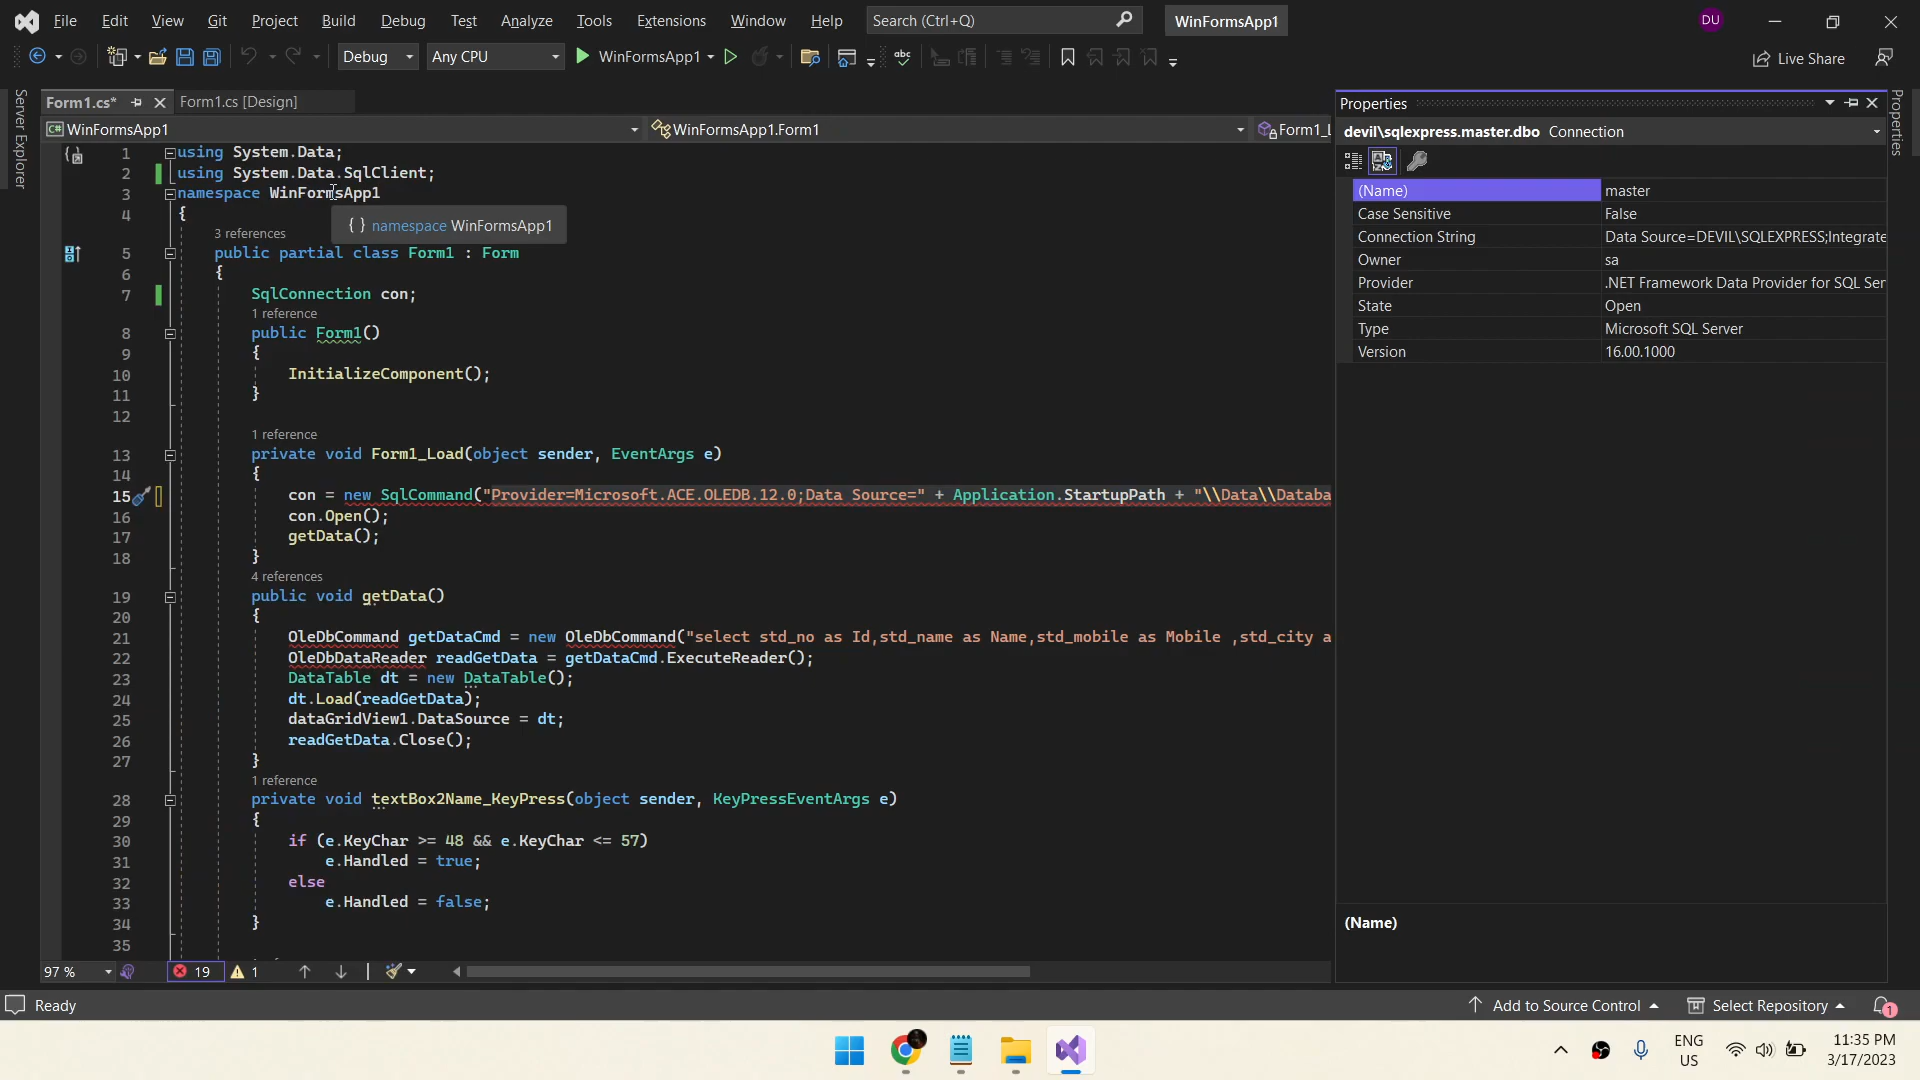 File Edit View Git Project Build Debug Test Analyze Tools Extensions Window Help Search (Ctrl+Q) WinFormsApp1 DU
Debug Any CPU WinFormsApp1 abc Live Share
Server Explorer
Form1.cs* Form1.cs [Design]
C# WinFormsApp1 WinFormsApp1.Form1 Form1_L
1 using System.Data;
2 using System.Data.SqlClient;
3 namespace WinFormsApp1
4 {
{ } namespace WinFormsApp1
3 references
5 public partial class Form1 : Form
6 {
7 SqlConnection con;
1 reference
8 public Form1()
9 {
10 InitializeComponent();
11 }
12
1 reference
13 private void Form1_Load(object sender, EventArgs e)
14 {
15 con = new SqlCommand("Provider=Microsoft.ACE.OLEDB.12.0;Data Source=" + Application.StartupPath + "\\Data\\Databa
16 con.Open();
17 getData();
18 }
4 references
19 public void getData()
20 {
21 OleDbCommand getDataCmd = new OleDbCommand("select std_no as Id,std_name as Name,std_mobile as Mobile ,std_city a
22 OleDbDataReader readGetData = getDataCmd.ExecuteReader();
23 DataTable dt = new DataTable();
24 dt.Load(readGetData);
25 dataGridView1.DataSource = dt;
26 readGetData.Close();
27 }
1 reference
28 private void textBox2Name_KeyPress(object sender, KeyPressEventArgs e)
29 {
30 if (e.KeyChar >= 48 && e.KeyChar <= 57)
31 e.Handled = true;
32 else
33 e.Handled = false;
34 }
35
97 % 19 1
Properties
devil\sqlexpress.master.dbo Connection
(Name) master
Case Sensitive False
Connection String Data Source=DEVIL\SQLEXPRESS;Integrate
Owner sa
Provider .NET Framework Data Provider for SQL Ser
State Open
Type Microsoft SQL Server
Version 16.00.1000
(Name)
Properties
Ready Add to Source Control Select Repository 1
ENG
US
11:35 PM
3/17/2023